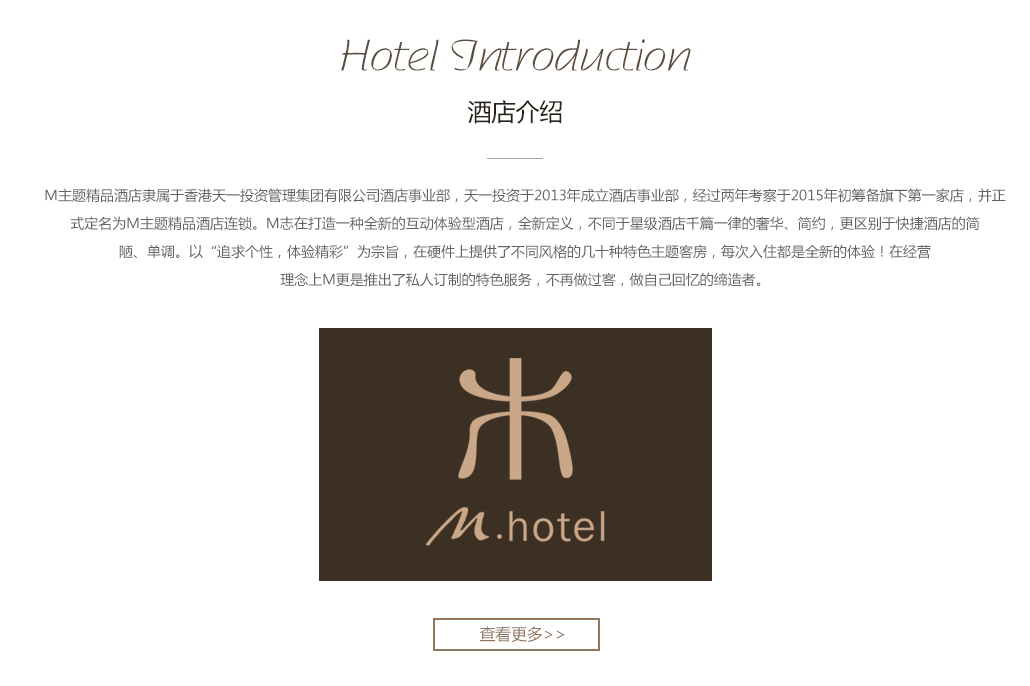 Hotel Introduction
酒店介绍
M主题精品酒店隶属于香港天一投资管理集团有限公司酒店事业部，天一投资于2013年成立酒店事业部，经过两年考察于2015年初筹备旗下第一家店，并正
式定名为M主题精品酒店连锁。M志在打造一种全新的互动体验型酒店，全新定义，不同于星级酒店千篇一律的奢华、简约，更区别于快捷酒店的简
陋、单调。以“追求个性，体验精彩”为宗旨，在硬件上提供了不同风格的几十种特色主题客房，每次入住都是全新的体验！在经营
理念上M更是推出了私人订制的特色服务，不再做过客，做自己回忆的缔造者。
M.hotel
查看更多>>